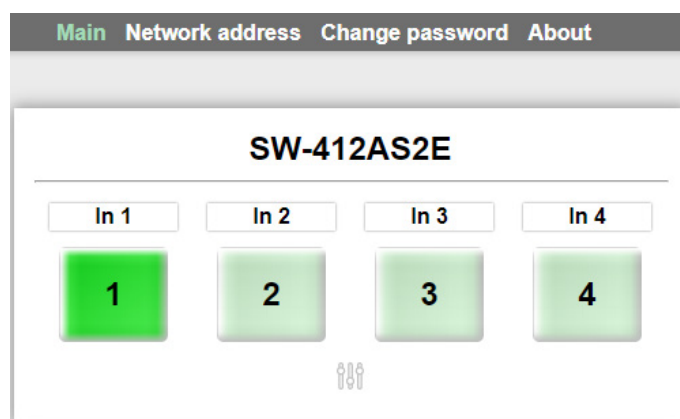 Main Network address Change password About
SW-412AS2E
In 1 In 2 In 3 In 4
1 2 3 4